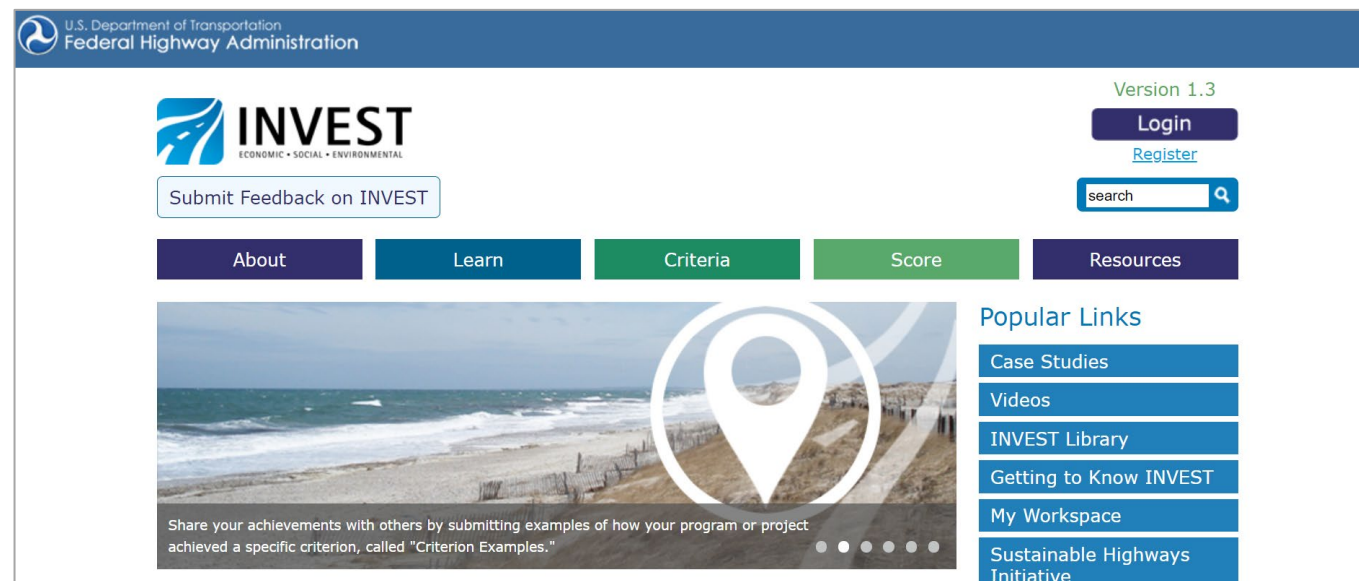 U.S. Department of Transportation
Federal Highway Administration
INVEST
ECONOMIC • SOCIAL • ENVIRONMENTAL
Version 1.3
Login
Register
Submit Feedback on INVEST
search
About
Learn
Criteria
Score
Resources
Share your achievements with others by submitting examples of how your program or project
achieved a specific criterion, called "Criterion Examples."
Popular Links
Case Studies
Videos
INVEST Library
Getting to Know INVEST
My Workspace
Sustainable Highways
Initiative